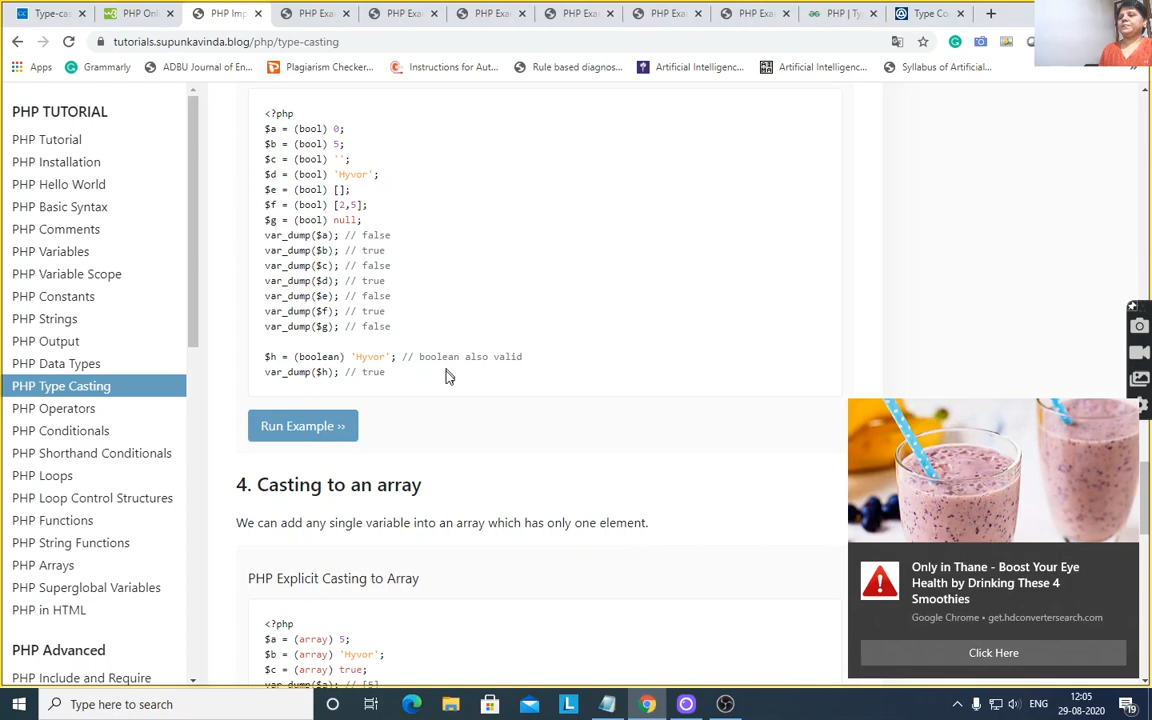 Type-cas
PHP Onli
PHP Imp
PHP Exa
PHP Exa
PHP Exa
PHP Exa
PHP Exa
PHP Exa
PHP | Ty
Type Co
tutorials.supunkavinda.blog/php/type-casting
Apps
Grammarly
ADBU Journal of En...
Plagiarism Checker...
Instructions for Aut...
Rule based diagnos...
Artificial Intelligenc...
Artificial Intelligenc...
Syllabus of Artificial...
PHP TUTORIAL
PHP Tutorial
PHP Installation
PHP Hello World
PHP Basic Syntax
PHP Comments
PHP Variables
PHP Variable Scope
PHP Constants
PHP Strings
PHP Output
PHP Data Types
PHP Type Casting
PHP Operators
PHP Conditionals
PHP Shorthand Conditionals
PHP Loops
PHP Loop Control Structures
PHP Functions
PHP String Functions
PHP Arrays
PHP Superglobal Variables
PHP in HTML
PHP Advanced
PHP Include and Require
<?php
$a = (bool) 0;
$b = (bool) 5;
$c = (bool) '';
$d = (bool) 'Hyvor';
$e = (bool) [];
$f = (bool) [2,5];
$g = (bool) null;
var_dump($a); // false
var_dump($b); // true
var_dump($c); // false
var_dump($d); // true
var_dump($e); // false
var_dump($f); // true
var_dump($g); // false
$h = (boolean) 'Hyvor'; // boolean also valid
var_dump($h); // true
Run Example ››
4. Casting to an array
We can add any single variable into an array which has only one element.
PHP Explicit Casting to Array
<?php
$a = (array) 5;
$b = (array) 'Hyvor';
$c = (array) true;
var_dump($a); // [5]
Only in Thane - Boost Your Eye
Health by Drinking These 4
Smoothies
Google Chrome • get.hdconvertersearch.com
Click Here
Type here to search
ENG
12:05
29-08-2020
19